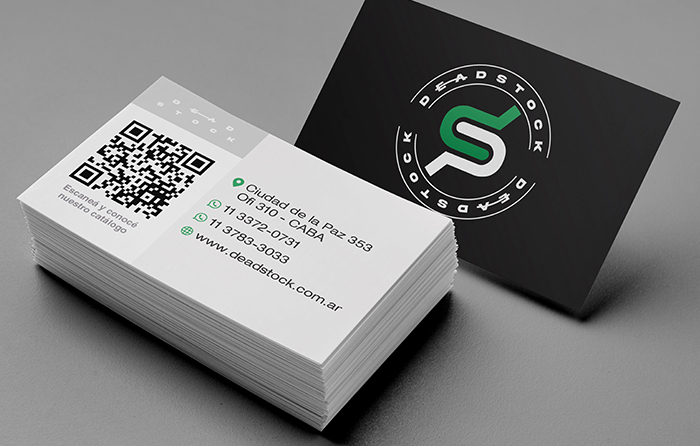 DEAD
STOCK
Escaneá y conocé
nuestro catálogo
Ciudad de la Paz 353
Ofi 310 - CABA
11 3372-0731
11 3783-3033
www.deadstock.com.ar
DEADSTOCK
DEADSTOCK
DEADSTOCK